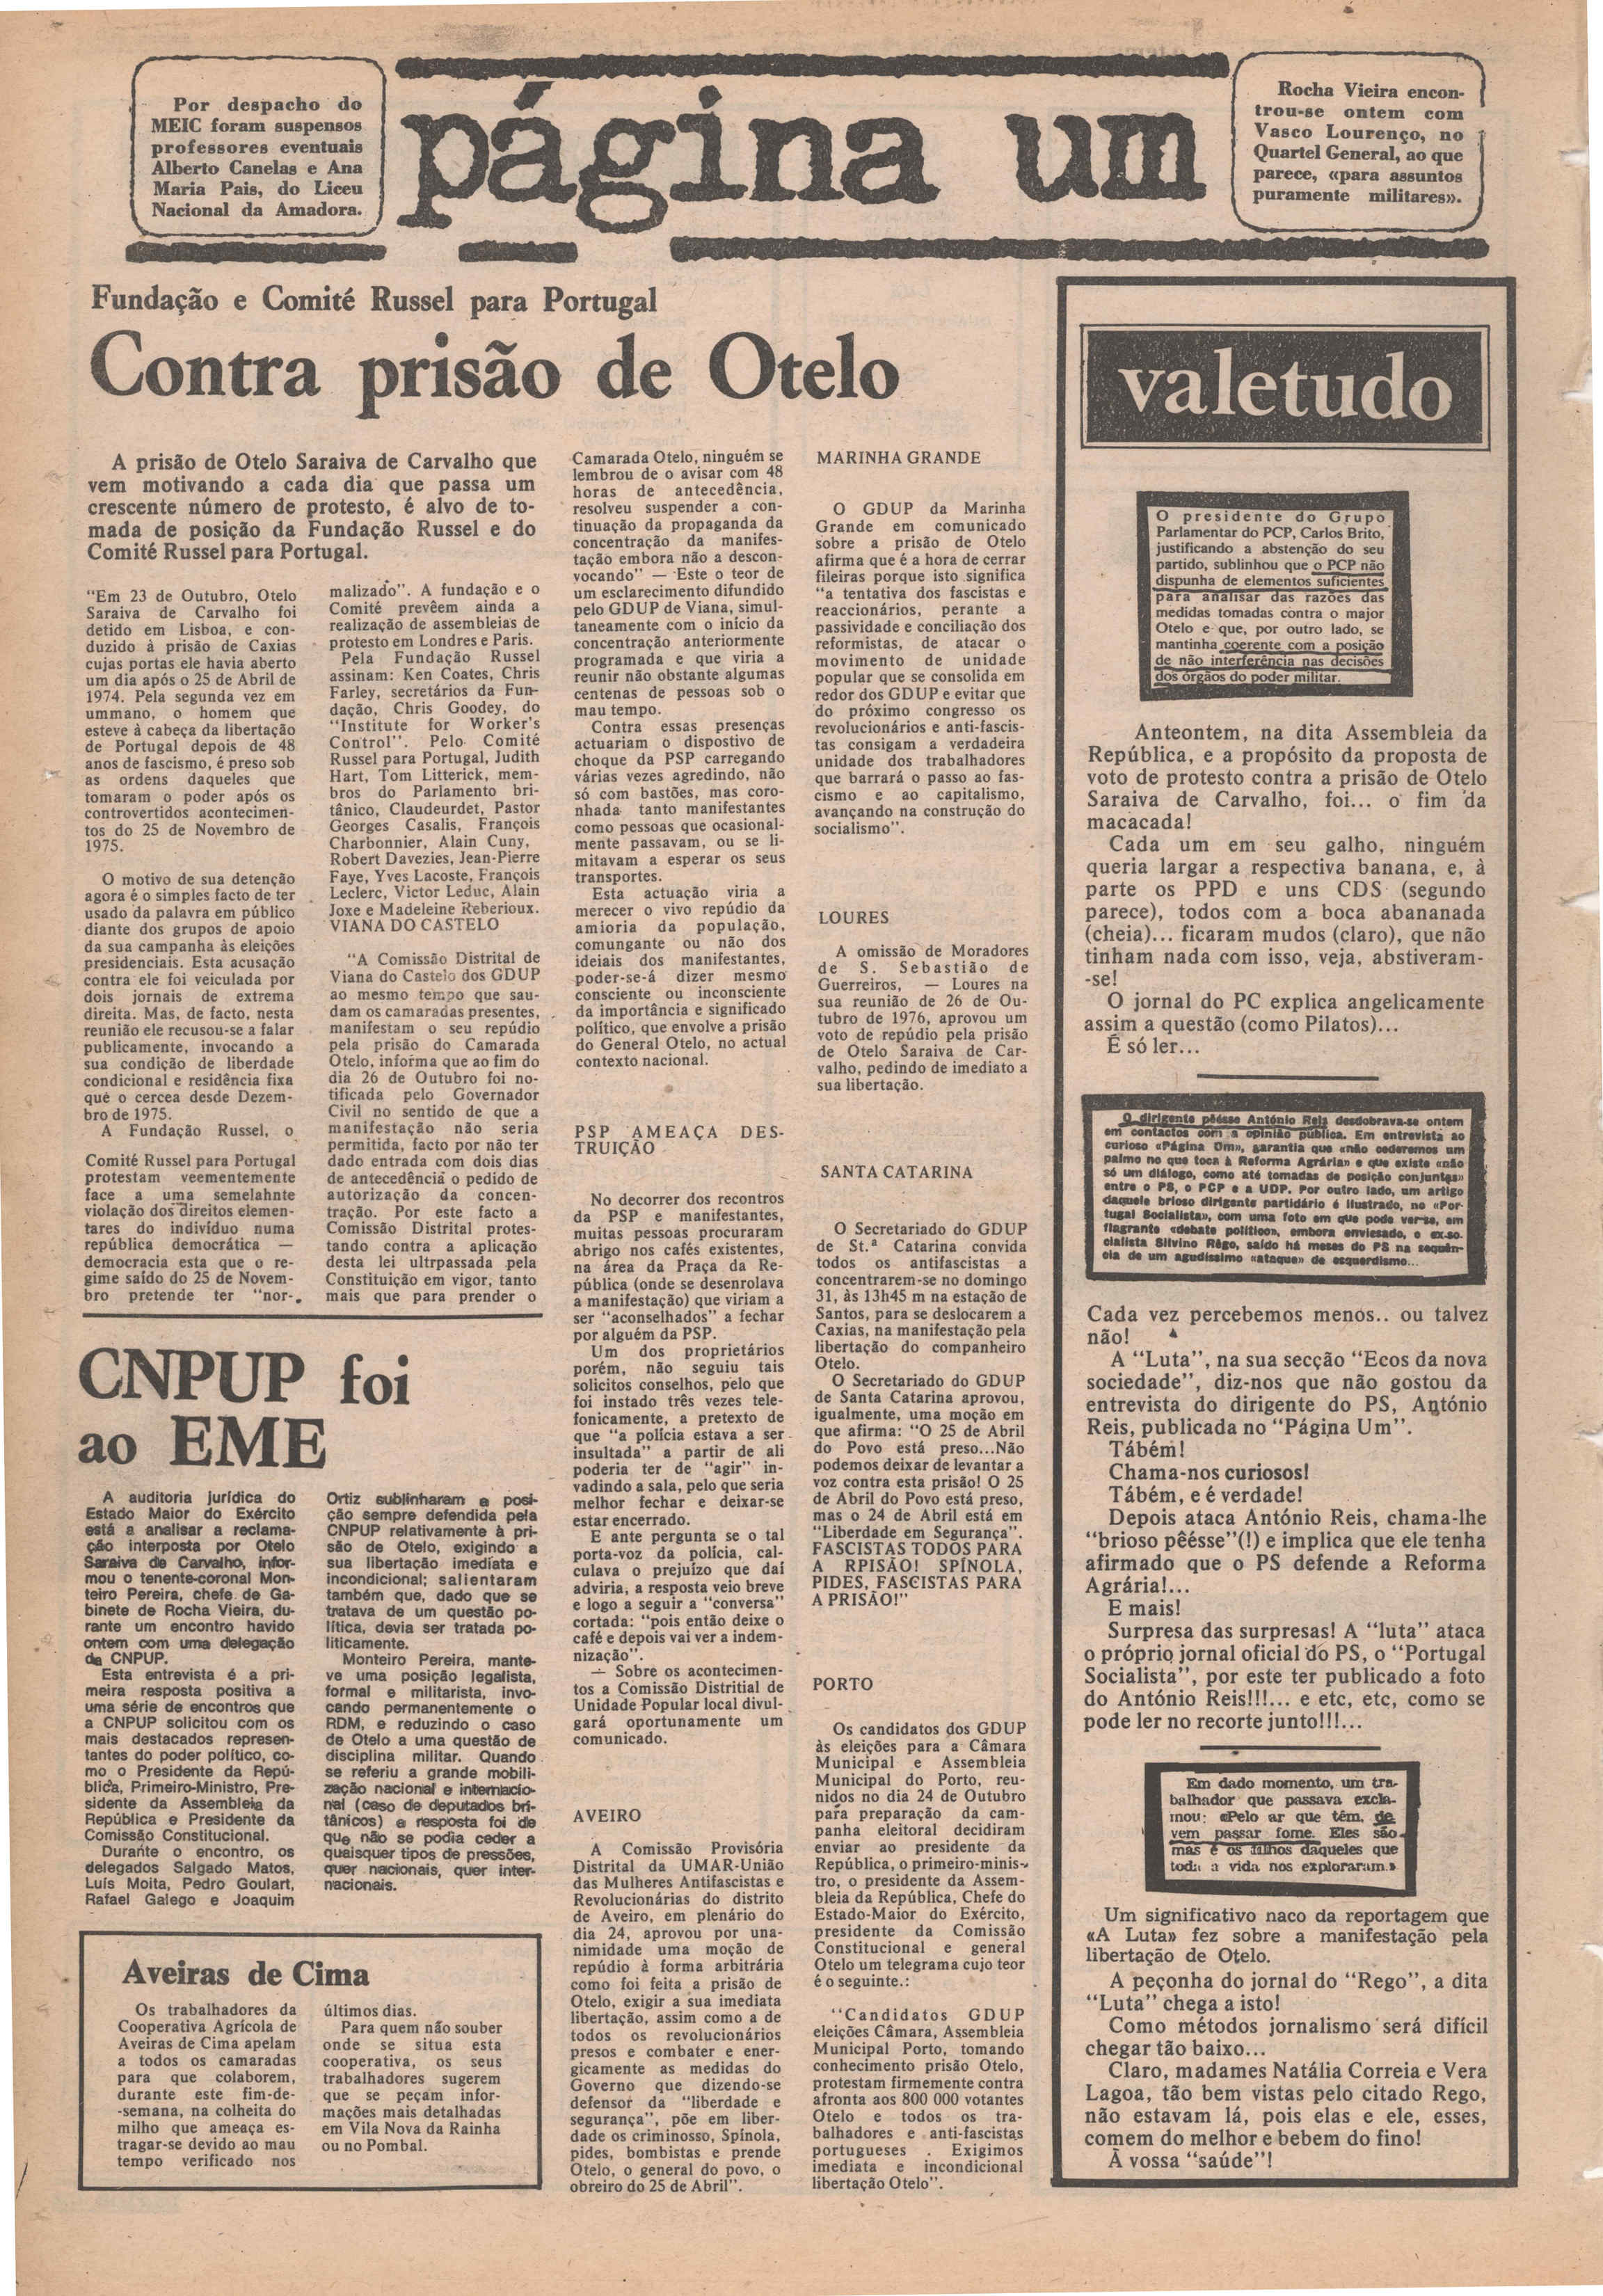 Por despacho do
MEIC foram suspensos
professores eventuais
Alberto Canelas e Ana
Maria Pais, do Liceu
Nacional da Amadora.
página um
Rocha Vieira encon-
trou-se ontem com
Vasco Lourenço, no
Quartel General, ao que
parece, «para assuntos
puramente militares».
Fundação e Comité Russel para Portugal
Contra prisão de Otelo
A prisão de Otelo Saraiva de Carvalho que
vem motivando a cada dia que passa um
crescente número de protesto, é alvo de to-
mada de posição da Fundação Russel e do
Comité Russel para Portugal.
"Em 23 de Outubro, Otelo
Saraiva de Carvalho foi
detido em Lisboa, e con-
duzido à prisão de Caxias
cujas portas ele havia aberto
um dia após o 25 de Abril de
1974. Pela segunda vez em
ummano, o homem que
esteve à cabeça da libertação
de Portugal depois de 48
anos de fascismo, é preso sob
as ordens daqueles que
tomaram o poder após os
controvertidos acontecimen-
tos do 25 de Novembro de
1975.
O motivo de sua detenção
agora é o simples facto de ter
usado da palavra em público
diante dos grupos de apoio
da sua campanha às eleições
presidenciais. Esta acusação
contra ele foi veiculada por
dois jornais de extrema
direita. Mas, de facto, nesta
reunião ele recusou-se a falar
publicamente, invocando a
sua condição de liberdade
condicional e residência fixa
que o cercea desde Dezem-
bro de 1975.
A Fundação Russel, o
Comité Russel para Portugal
protestam veementemente
face a uma semelahnte
violação dos direitos elemen-
tares do indivíduo numa
república democrática —
democracia esta que o re-
gime saído do 25 de Novem-
bro pretende ter "nor-
malizado". A fundação e o
Comité prevêem ainda a
realização de assembleias de
protesto em Londres e Paris.
Pela Fundação Russel
assinam: Ken Coates, Chris
Farley, secretários da Fun-
dação, Chris Goodey, do
"Institute for Worker's
Control". Pelo Comité
Russel para Portugal, Judith
Hart, Tom Litterick, mem-
bros do Parlamento bri-
tânico, Claudeurdet, Pastor
Georges Casalis, François
Charbonnier, Alain Cuny,
Robert Davezies, Jean-Pierre
Faye, Yves Lacoste, François
Leclerc, Victor Leduc, Alain
Joxe e Madeleine Reberioux.
VIANA DO CASTELO
"A Comissão Distrital de
Viana do Castelo dos GDUP
ao mesmo tempo que sau-
dam os camaradas presentes,
manifestam o seu repúdio
pela prisão do Camarada
Otelo, informa que ao fim do
dia 26 de Outubro foi no-
tificada pelo Governador
Civil no sentido de que a
manifestação não seria
permitida, facto por não ter
dado entrada com dois dias
de antecedência o pedido de
autorização da concen-
tração. Por este facto a
Comissão Distrital protes-
tando contra a aplicação
desta lei ultrpassada pela
Constituição em vigor, tanto
mais que para prender o
Camarada Otelo, ninguém se
lembrou de o avisar com 48
horas de antecedência,
resolveu suspender a con-
tinuação da propaganda da
concentração da manifes-
tação embora não a descon-
vocando" — Este o teor de
um esclarecimento difundido
pelo GDUP de Viana, simul-
taneamente com o início da
concentração anteriormente
programada e que viria a
reunir não obstante algumas
centenas de pessoas sob o
mau tempo.
Contra essas presenças
actuariam o dispostivo de
choque da PSP carregando
várias vezes agredindo, não
só com bastões, mas coro-
nhada tanto manifestantes
como pessoas que ocasional-
mente passavam, ou se li-
mitavam a esperar os seus
transportes.
Esta actuação viria a
merecer o vivo repúdio da
amioria da população,
comungante ou não dos
ideiais dos manifestantes,
poder-se-á dizer mesmo
consciente ou inconsciente
da importância e significado
político, que envolve a prisão
do General Otelo, no actual
contexto nacional.
PSP AMEAÇA DES-
TRUIÇÃO
No decorrer dos recontros
da PSP e manifestantes,
muitas pessoas procuraram
abrigo nos cafés existentes,
na área da Praça da Re-
pública (onde se desenrolava
a manifestação) que viriam a
ser "aconselhados" a fechar
por alguém da PSP.
Um dos proprietários
porém, não seguiu tais
solicitos conselhos, pelo que
foi instado três vezes tele-
fonicamente, a pretexto de
que "a polícia estava a ser
insultada" a partir de ali
poderia ter de "agir" in-
vadindo a sala, pelo que seria
melhor fechar e deixar-se
estar encerrado.
E ante pergunta se o tal
porta-voz da polícia, cal-
culava o prejuízo que daí
adviria, a resposta veio breve
e logo a seguir a "conversa"
cortada: "pois então deixe o
café e depois vai ver a indem-
nização".
— Sobre os acontecimen-
tos a Comissão Distritial de
Unidade Popular local divul-
gará oportunamente um
comunicado.
AVEIRO
A Comissão Provisória
Distrital da UMAR-União
das Mulheres Antifascistas e
Revolucionárias do distrito
de Aveiro, em plenário do
dia 24, aprovou por una-
nimidade uma moção de
repúdio à forma arbitrária
como foi feita a prisão de
Otelo, exigir a sua imediata
libertação, assim como a de
todos os revolucionários
presos e combater e ener-
gicamente as medidas do
Governo que dizendo-se
defensor da "liberdade e
segurança", põe em liber-
dade os criminosso, Spínola,
pides, bombistas e prende
Otelo, o general do povo, o
obreiro do 25 de Abril".
MARINHA GRANDE
O GDUP da Marinha
Grande em comunicado
sobre a prisão de Otelo
afirma que é a hora de cerrar
fileiras porque isto significa
"a tentativa dos fascistas e
reaccionários, perante a
passividade e conciliação dos
reformistas, de atacar o
movimento de unidade
popular que se consolida em
redor dos GDUP e evitar que
do próximo congresso os
revolucionários e anti-fascis-
tas consigam a verdadeira
unidade dos trabalhadores
que barrará o passo ao fas-
cismo e ao capitalismo,
avançando na construção do
socialismo".
LOURES
A omissão de Moradores
de S. Sebastião de
Guerreiros, — Loures na
sua reunião de 26 de Ou-
tubro de 1976, aprovou um
voto de repúdio pela prisão
de Otelo Saraiva de Car-
valho, pedindo de imediato a
sua libertação.
SANTA CATARINA
O Secretariado do GDUP
de St.ª Catarina convida
todos os antifascistas a
concentrarem-se no domingo
31, às 13h45 m na estação de
Santos, para se deslocarem a
Caxias, na manifestação pela
libertação do companheiro
Otelo.
O Secretariado do GDUP
de Santa Catarina aprovou,
igualmente, uma moção em
que afirma: "O 25 de Abril
do Povo está preso...Não
podemos deixar de levantar a
voz contra esta prisão! O 25
de Abril do Povo está preso,
mas o 24 de Abril está em
"Liberdade em Segurança".
FASCISTAS TODOS PARA
A RPISÃO! SPÍNOLA,
PIDES, FASCISTAS PARA
A PRISÃO!"
PORTO
Os candidatos dos GDUP
às eleições para a Câmara
Municipal e Assembleia
Municipal do Porto, reu-
nidos no dia 24 de Outubro
para preparação da cam-
panha eleitoral decidiram
enviar ao presidente da
República, o primeiro-minis-
tro, o presidente da Assem-
bleia da República, Chefe do
Estado-Maior do Exército,
presidente da Comissão
Constitucional e general
Otelo um telegrama cujo teor
é o seguinte.:
"Candidatos GDUP
eleições Câmara, Assembleia
Municipal Porto, tomando
conhecimento prisão Otelo,
protestam firmemente contra
afronta aos 800 000 votantes
Otelo e todos os tra-
balhadores e anti-fascistas
portugueses . Exigimos
imediata e incondicional
libertação Otelo".
CNPUP foi
ao EME
A auditoria jurídica do
Estado Maior do Exército
está a analisar a reclama-
ção interposta por Otelo
Saraiva de Carvalho, infor-
mou o tenente-coronal Mon-
teiro Pereira, chefe de Ga-
binete de Rocha Vieira, du-
rante um encontro havido
ontem com uma delegação
da CNPUP.
Esta entrevista é a pri-
meira resposta positiva a
uma série de encontros que
a CNPUP solicitou com os
mais destacados represen-
tantes do poder político, co-
mo o Presidente da Repú-
blica, Primeiro-Ministro, Pre-
sidente da Assembleia da
República e Presidente da
Comissão Constitucional.
Durante o encontro, os
delegados Salgado Matos,
Luís Moita, Pedro Goulart,
Rafael Galego e Joaquim
Ortiz sublinharam a posi-
ção sempre defendida pela
CNPUP relativamente à pri-
são de Otelo, exigindo a
sua libertação imediata e
incondicional; salientaram
também que, dado que se
tratava de um questão po-
lítica, devia ser tratada po-
liticamente.
Monteiro Pereira, mante-
ve uma posição legalista,
formal e militarista, invo-
cando permanentemente o
RDM, e reduzindo o caso
de Otelo a uma questão de
disciplina militar. Quando
se referiu a grande mobili-
zação nacional e internacio-
nal (caso de deputados bri-
tânicos) a resposta foi de
que não se podia ceder a
quaisquer tipos de pressões,
quer nacionais, quer inter-
nacionais.
Aveiras de Cima
Os trabalhadores da
Cooperativa Agrícola de
Aveiras de Cima apelam
a todos os camaradas
para que colaborem,
durante este fim-de-
-semana, na colheita do
milho que ameaça es-
tragar-se devido ao mau
tempo verificado nos
últimos dias.
Para quem não souber
onde se situa esta
cooperativa, os seus
trabalhadores sugerem
que se peçam infor-
mações mais detalhadas
em Vila Nova da Rainha
ou no Pombal.
valetudo
O presidente do Grupo
Parlamentar do PCP, Carlos Brito,
justificando a abstenção do seu
partido, sublinhou que o PCP não
dispunha de elementos suficientes
para analisar das razões das
medidas tomadas contra o major
Otelo e que, por outro lado, se
mantinha coerente com a posição
de não interferência nas decisões
dos órgãos do poder militar.
Anteontem, na dita Assembleia da
República, e a propósito da proposta de
voto de protesto contra a prisão de Otelo
Saraiva de Carvalho, foi... o fim da
macacada!
Cada um em seu galho, ninguém
queria largar a respectiva banana, e, à
parte os PPD e uns CDS (segundo
parece), todos com a boca abananada
(cheia)... ficaram mudos (claro), que não
tinham nada com isso, veja, abstiveram-
-se!
O jornal do PC explica angelicamente
assim a questão (como Pilatos)...
É só ler...
O dirigente pêésse António Reis desdobrava-se ontem
em contactos com a opinião pública. Em entrevista ao
curioso «Página Um», garantia que «não cederemos um
palmo no que toca à Reforma Agrária» e que existe «não
só um diálogo, como até tomadas de posição conjuntas»
entre o PS, o PCP e a UDP. Por outro lado, um artigo
daquele brioso dirigente partidário é ilustrado, no «Por-
tugal Socialista», com uma foto em que pode ver-se, em
flagrante «debate político», embora enviesado, o ex-so-
cialista Silvino Rêgo, saído há meses do PS na sequên-
cia de um agudíssimo «ataque» de esquerdismo...
Cada vez percebemos menos.. ou talvez
não!
A "Luta", na sua secção "Ecos da nova
sociedade", diz-nos que não gostou da
entrevista do dirigente do PS, António
Reis, publicada no "Página Um".
Tábém!
Chama-nos curiosos!
Tábém, e é verdade!
Depois ataca António Reis, chama-lhe
"brioso pêésse"(!) e implica que ele tenha
afirmado que o PS defende a Reforma
Agrária!...
E mais!
Surpresa das surpresas! A "luta" ataca
o próprio jornal oficial do PS, o "Portugal
Socialista", por este ter publicado a foto
do António Reis!!!... e etc, etc, como se
pode ler no recorte junto!!!...
Em dado momento, um tra-
balhador que passava excla-
mou: «Pelo ar que têm, de-
vem passar fome. Eles são
mas é os filhos daqueles que
toda a vida nos exploraram.»
Um significativo naco da reportagem que
«A Luta» fez sobre a manifestação pela
libertação de Otelo.
A peçonha do jornal do "Rego", a dita
"Luta" chega a isto!
Como métodos jornalismo será difícil
chegar tão baixo...
Claro, madames Natália Correia e Vera
Lagoa, tão bem vistas pelo citado Rego,
não estavam lá, pois elas e ele, esses,
comem do melhor e bebem do fino!
À vossa "saúde"!